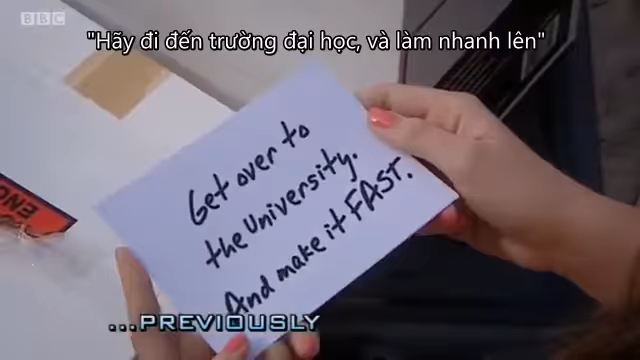 BBC
"Hãy đi đến trường đại học, và làm nhanh lên"
Get over to
the University.
And make it FAST.
...PREVIOUSLY